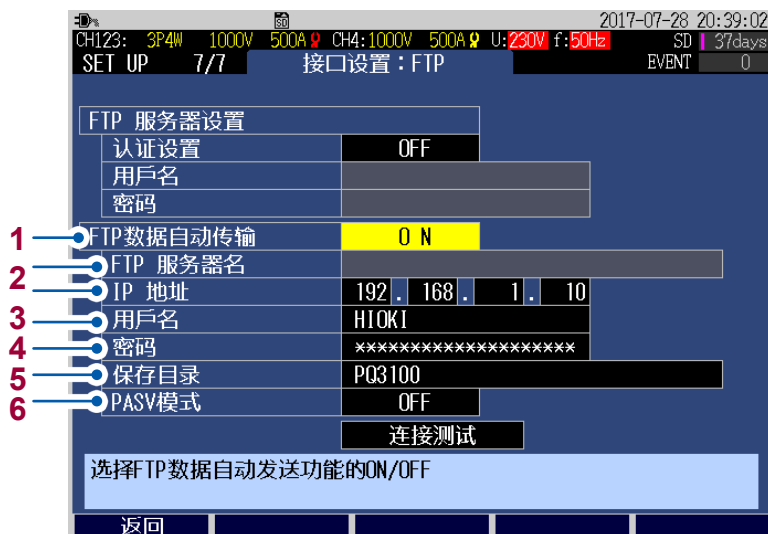 2017-07-28 20:39:02
CH123: 3P4W 1000V 500A CH4:1000V 500A U:230V f:50Hz SD 37days
SET UP 7/7 接口设置：FTP EVENT 0
FTP 服务器设置
认证设置 OFF
用戶名
密码
1 FTP数据自动传输 O N
2 FTP 服务器名
IP 地址 192 . 168 . 1 . 10
3 用戶名 HIOKI
4 密码 ********************
5 保存目录 PQ3100
6 PASV模式 OFF
连接测试
选择FTP数据自动发送功能的ON/OFF
返回